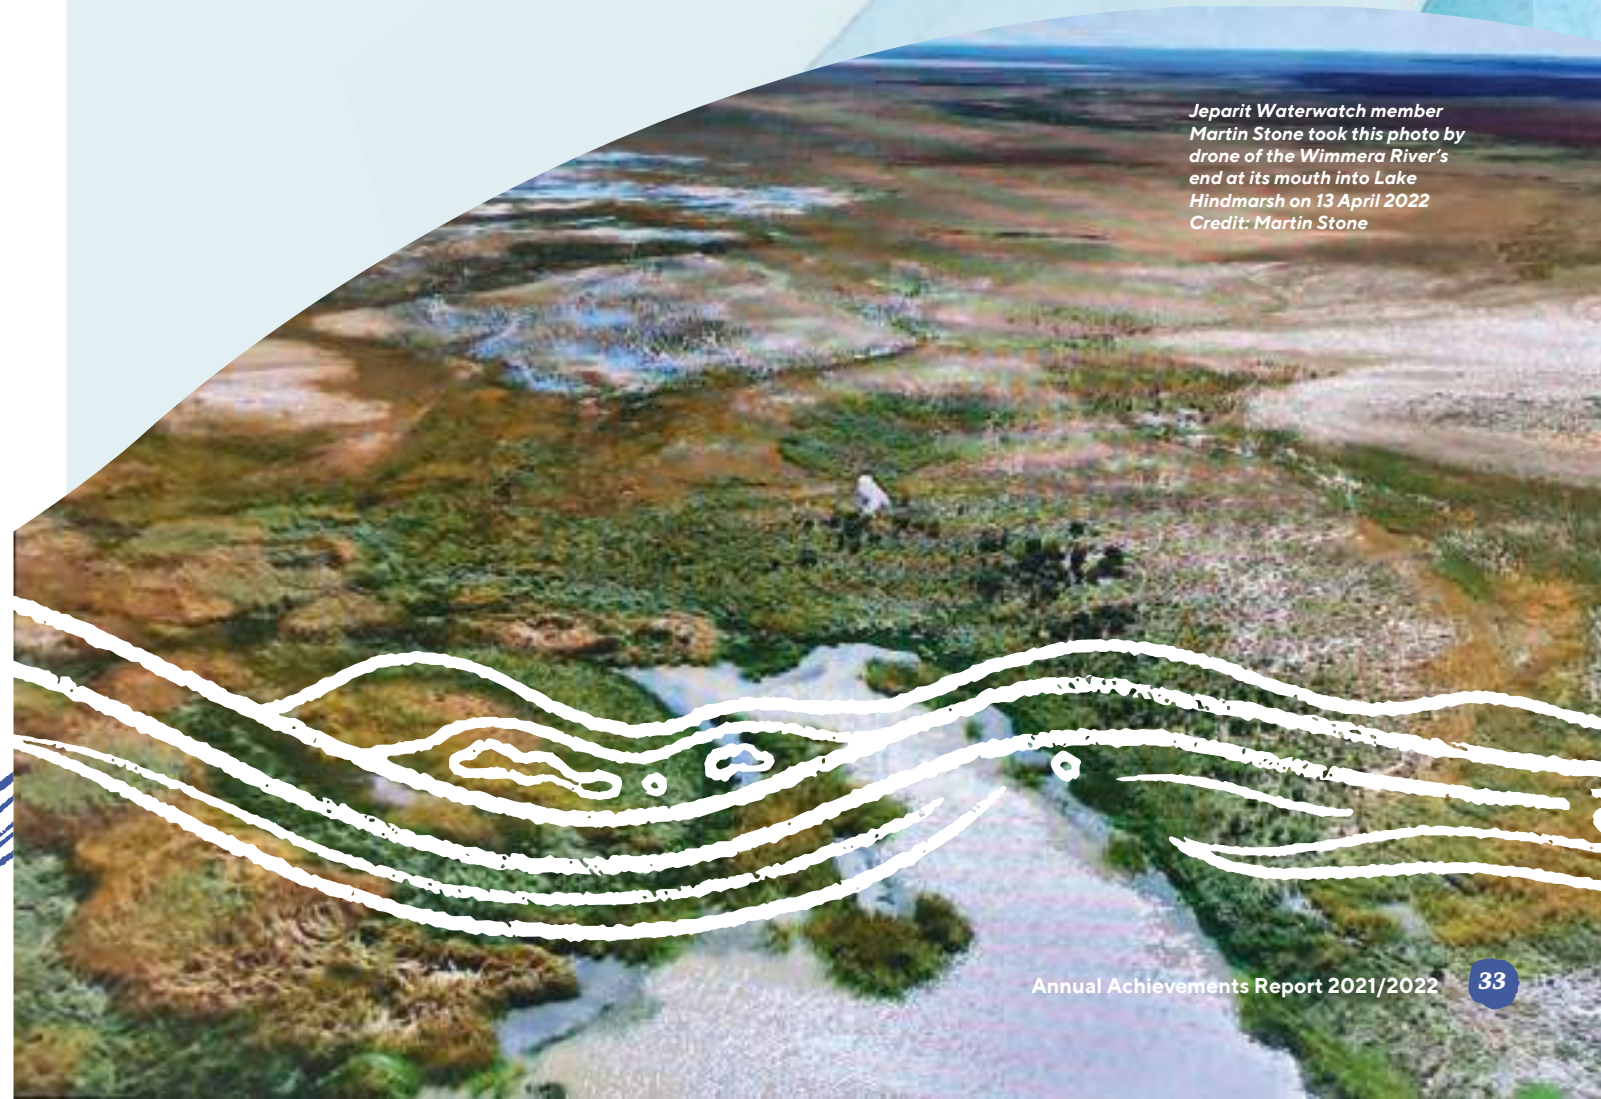 Jeparit Waterwatch member
Martin Stone took this photo by
drone of the Wimmera River’s
end at its mouth into Lake
Hindmarsh on 13 April 2022
Credit: Martin Stone
Annual Achievements Report 2021/2022
33